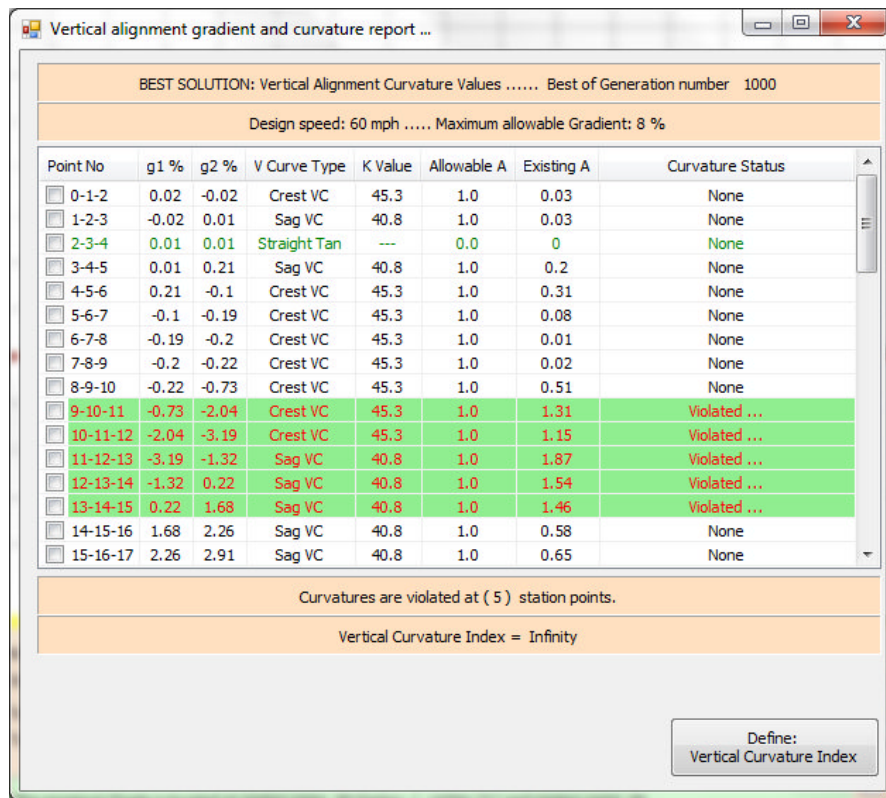 Vertical alignment gradient and curvature report ...
BEST SOLUTION: Vertical Alignment Curvature Values ...... Best of Generation number 1000
Design speed: 60 mph ..... Maximum allowable Gradient: 8 %
Point No g1 % g2 % V Curve Type K Value Allowable A Existing A Curvature Status
0-1-2 0.02 -0.02 Crest VC 45.3 1.0 0.03 None
1-2-3 -0.02 0.01 Sag VC 40.8 1.0 0.03 None
2-3-4 0.01 0.01 Straight Tan --- 0.0 0 None
3-4-5 0.01 0.21 Sag VC 40.8 1.0 0.2 None
4-5-6 0.21 -0.1 Crest VC 45.3 1.0 0.31 None
5-6-7 -0.1 -0.19 Crest VC 45.3 1.0 0.08 None
6-7-8 -0.19 -0.2 Crest VC 45.3 1.0 0.01 None
7-8-9 -0.2 -0.22 Crest VC 45.3 1.0 0.02 None
8-9-10 -0.22 -0.73 Crest VC 45.3 1.0 0.51 None
9-10-11 -0.73 -2.04 Crest VC 45.3 1.0 1.31 Violated ...
10-11-12 -2.04 -3.19 Crest VC 45.3 1.0 1.15 Violated ...
11-12-13 -3.19 -1.32 Sag VC 40.8 1.0 1.87 Violated ...
12-13-14 -1.32 0.22 Sag VC 40.8 1.0 1.54 Violated ...
13-14-15 0.22 1.68 Sag VC 40.8 1.0 1.46 Violated ...
14-15-16 1.68 2.26 Sag VC 40.8 1.0 0.58 None
15-16-17 2.26 2.91 Sag VC 40.8 1.0 0.65 None
Curvatures are violated at ( 5 ) station points.
Vertical Curvature Index = Infinity
Define:
Vertical Curvature Index